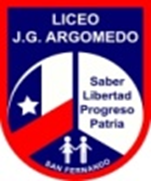 LICEO
J.G. ARGOMEDO
Saber
Libertad
Progreso
Patria
SAN FERNANDO